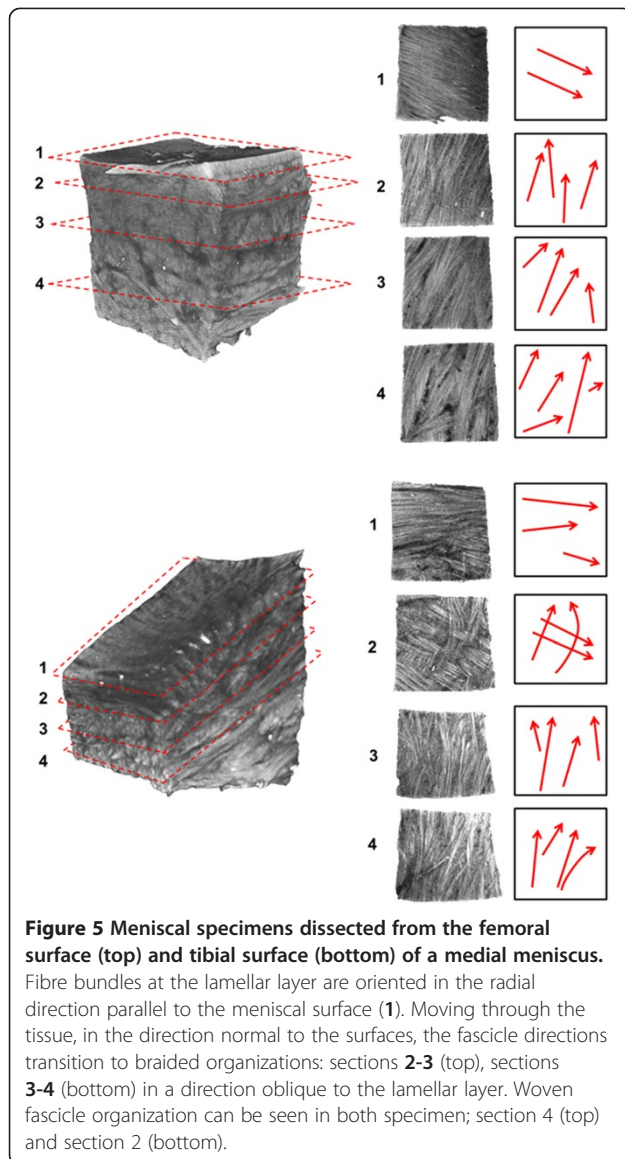 1
2
3
4
1
2
3
4
1
2
3
4
1
2
3
4
Figure 5 Meniscal specimens dissected from the femoral
surface (top) and tibial surface (bottom) of a medial meniscus.
Fibre bundles at the lamellar layer are oriented in the radial
direction parallel to the meniscal surface (1). Moving through the
tissue, in the direction normal to the surfaces, the fascicle directions
transition to braided organizations: sections 2-3 (top), sections
3-4 (bottom) in a direction oblique to the lamellar layer. Woven
fascicle organization can be seen in both specimen; section 4 (top)
and section 2 (bottom).